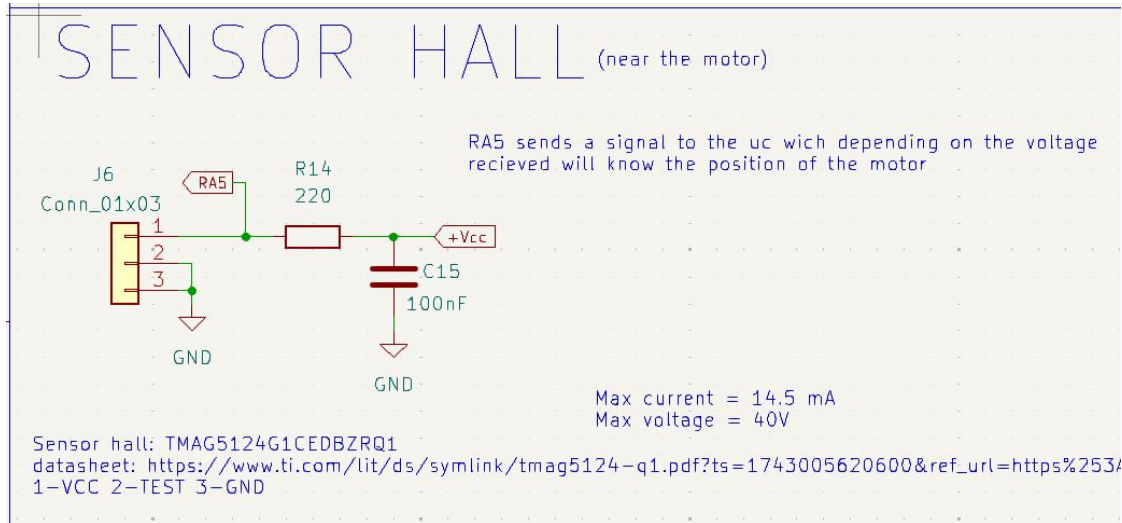 SENSOR HALL (near the motor)
RA5 sends a signal to the uc wich depending on the voltage
recieved will know the position of the motor
J6
Conn_01x03
RA5
R14
220
1
2
3
+Vcc
C15
100nF
GND
GND
Max current = 14.5 mA
Max voltage = 40V
Sensor hall: TMAG5124G1CEDBZRQ1
datasheet: https://www.ti.com/lit/ds/symlink/tmag5124-q1.pdf?ts=1743005620600&ref_url=https%253A
1-VCC 2-TEST 3-GND